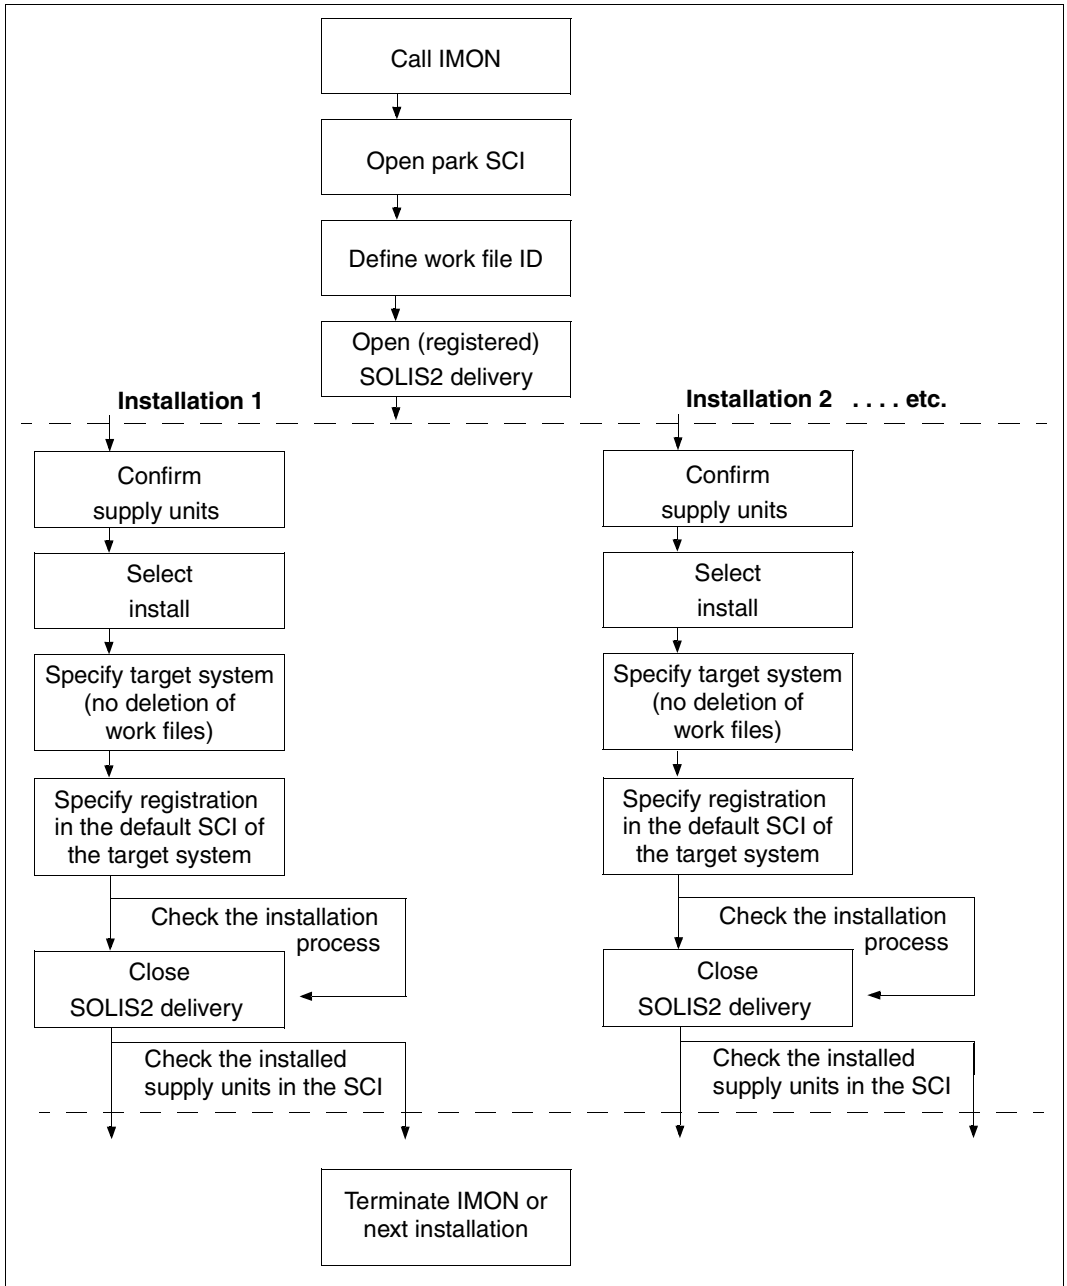 Call IMON
Open park SCI
Define work file ID
Open (registered)
SOLIS2 delivery
Installation 1
Installation 2 . . . . etc.
Confirm
supply units
Select
install
Specify target system
(no deletion of
work files)
Specify registration
in the default SCI of
the target system
Check the installation
process
Close
SOLIS2 delivery
Check the installed
supply units in the SCI
Confirm
supply units
Select
install
Specify target system
(no deletion of
work files)
Specify registration
in the default SCI of
the target system
Check the installation
process
Close
SOLIS2 delivery
Check the installed
supply units in the SCI
Terminate IMON or
next installation